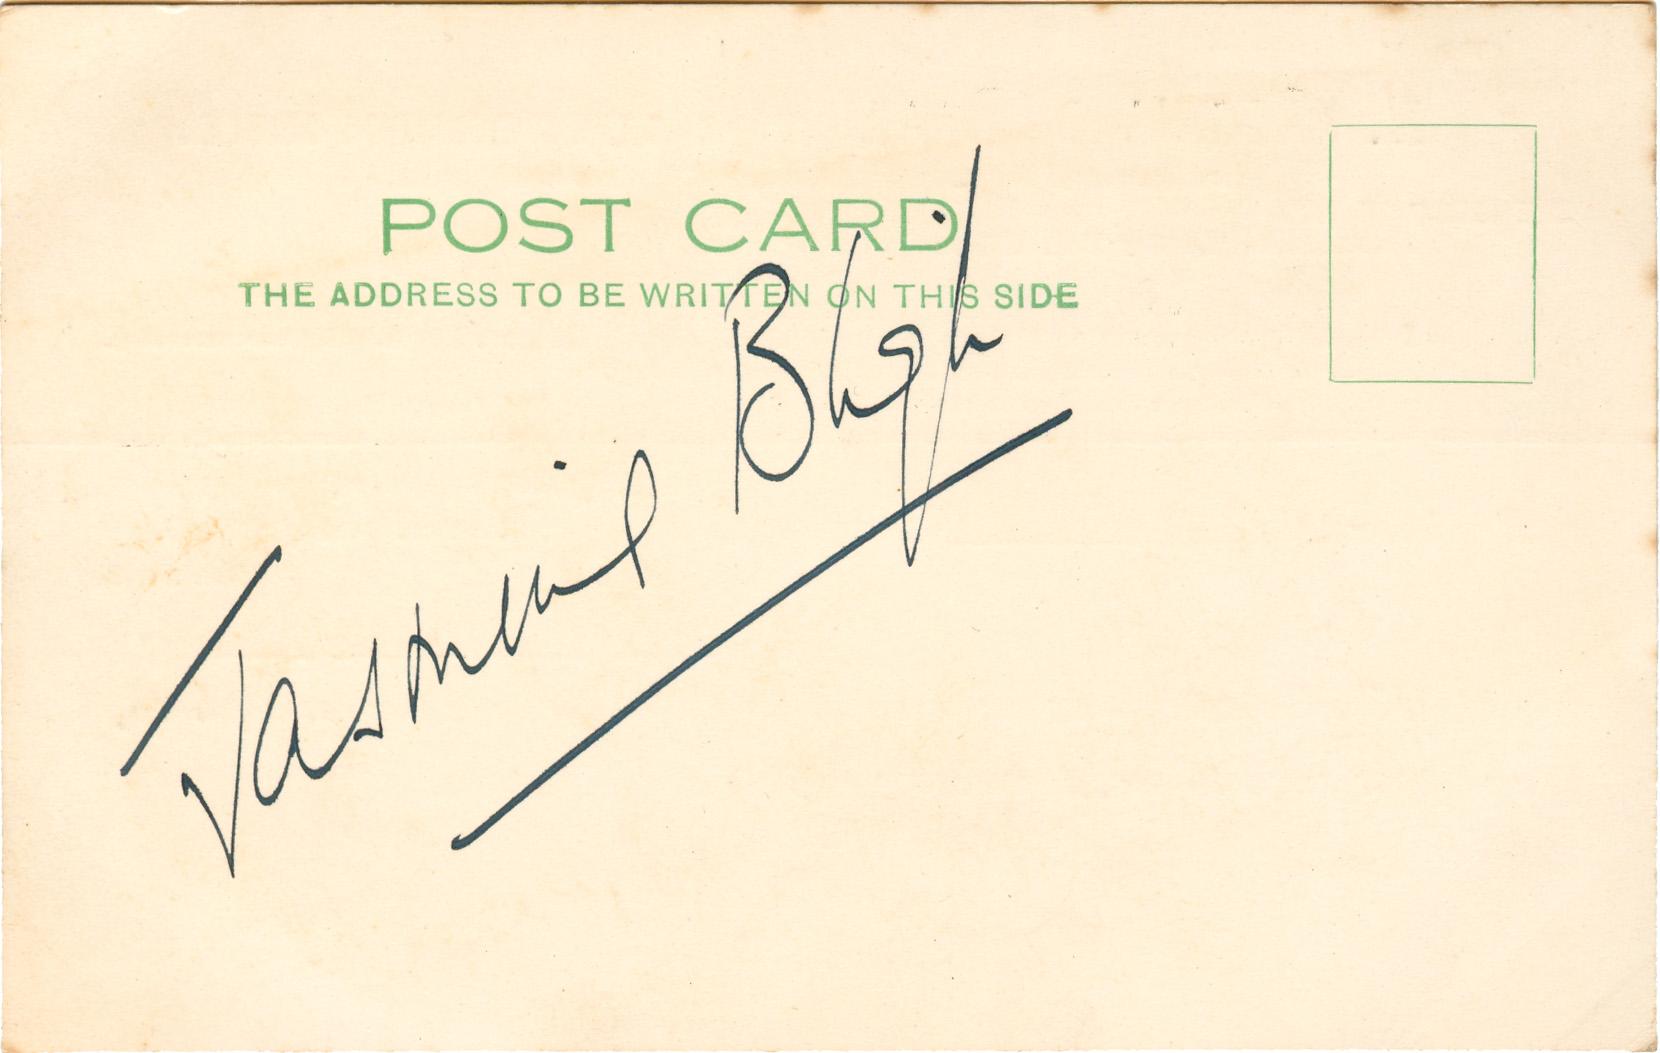 POST CARD
THE ADDRESS TO BE WRITTEN ON THIS SIDE
Jasmine Bligh